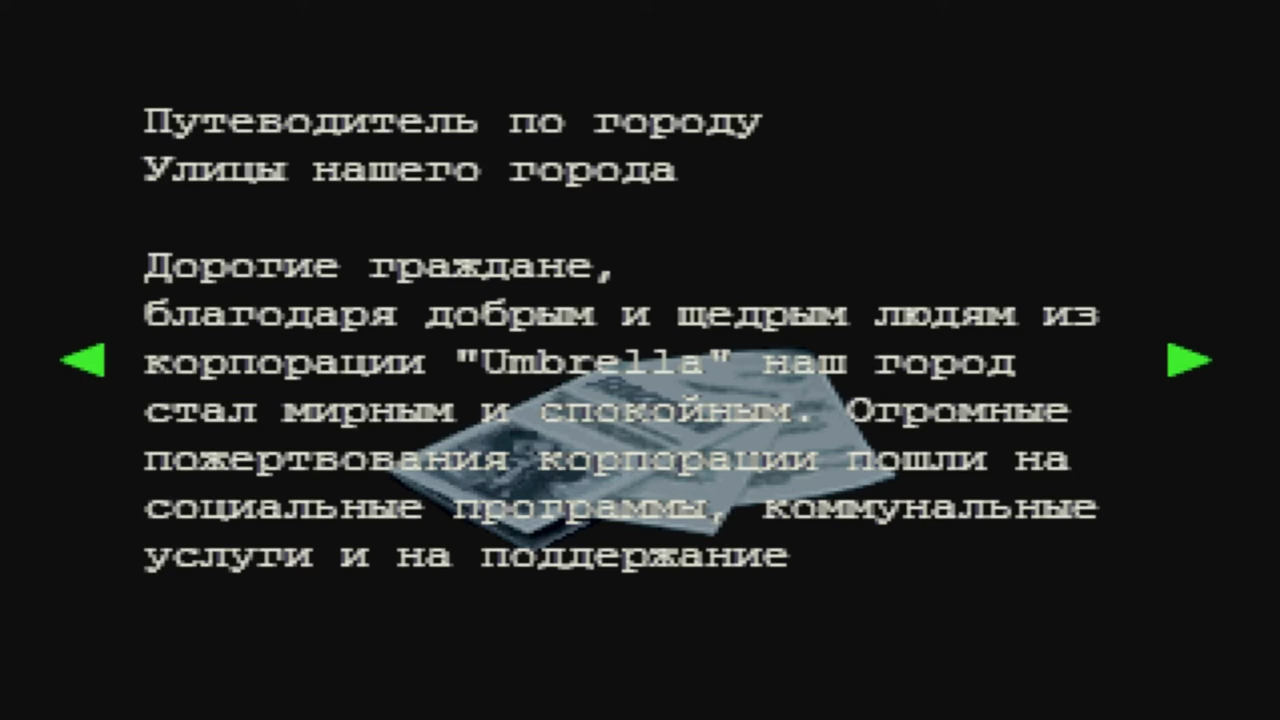 Путеводитель по городу
Улицы нашего города
Дорогие граждане,
благодаря добрым и щедрым людям из
корпорации "Umbrella" наш город
стал мирным и спокойным. Огромные
пожертвования корпорации пошли на
социальные программы, коммунальные
услуги и на поддержание